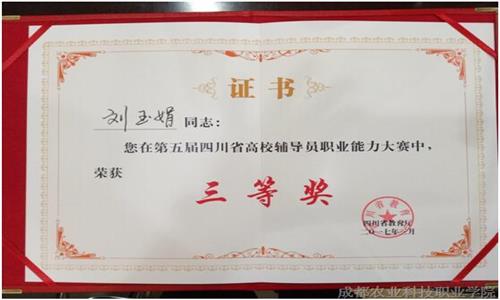 证书
刘玉娟 同志：
您在第五届四川省高校辅导员职业能力大赛中，
荣获
三等奖
四川省教育厅
二〇一七年一月
成都农业科技职业学院